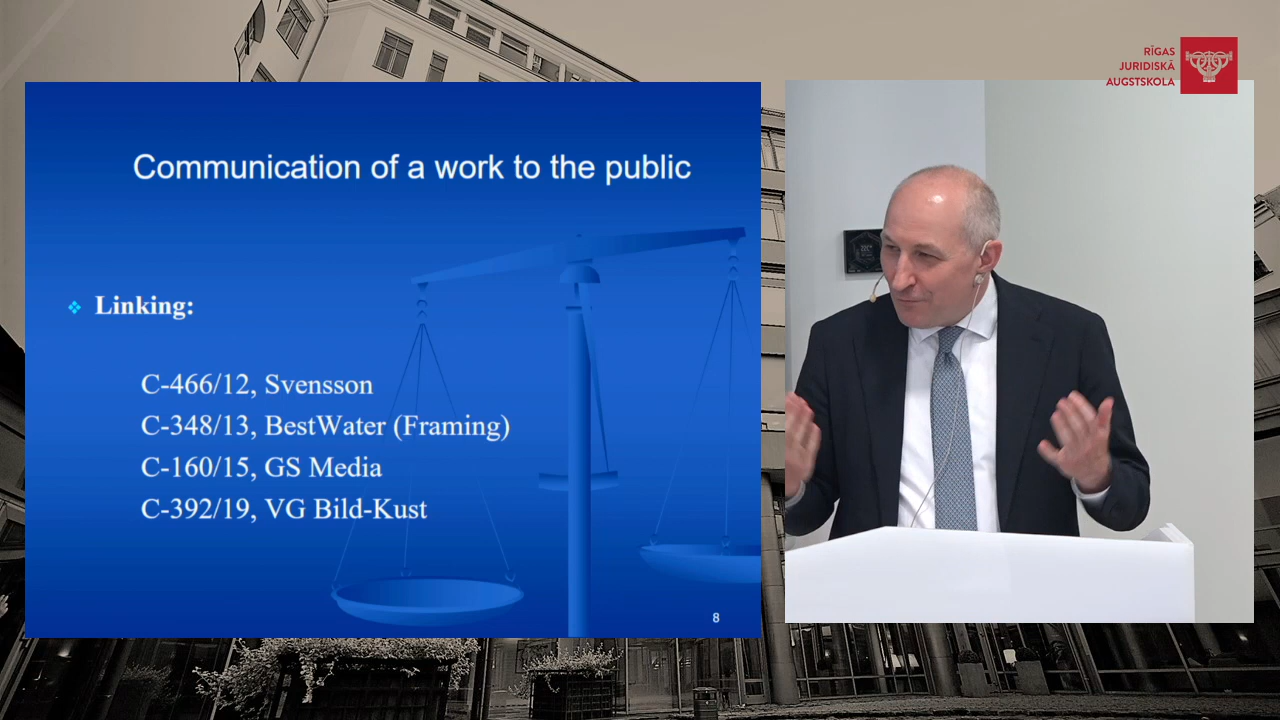 RĪGAS
JURIDISKĀ
AUGSTSKOLA
Communication of a work to the public
Linking:
C-466/12, Svensson
C-348/13, BestWater (Framing)
C-160/15, GS Media
C-392/19, VG Bild-Kust
8